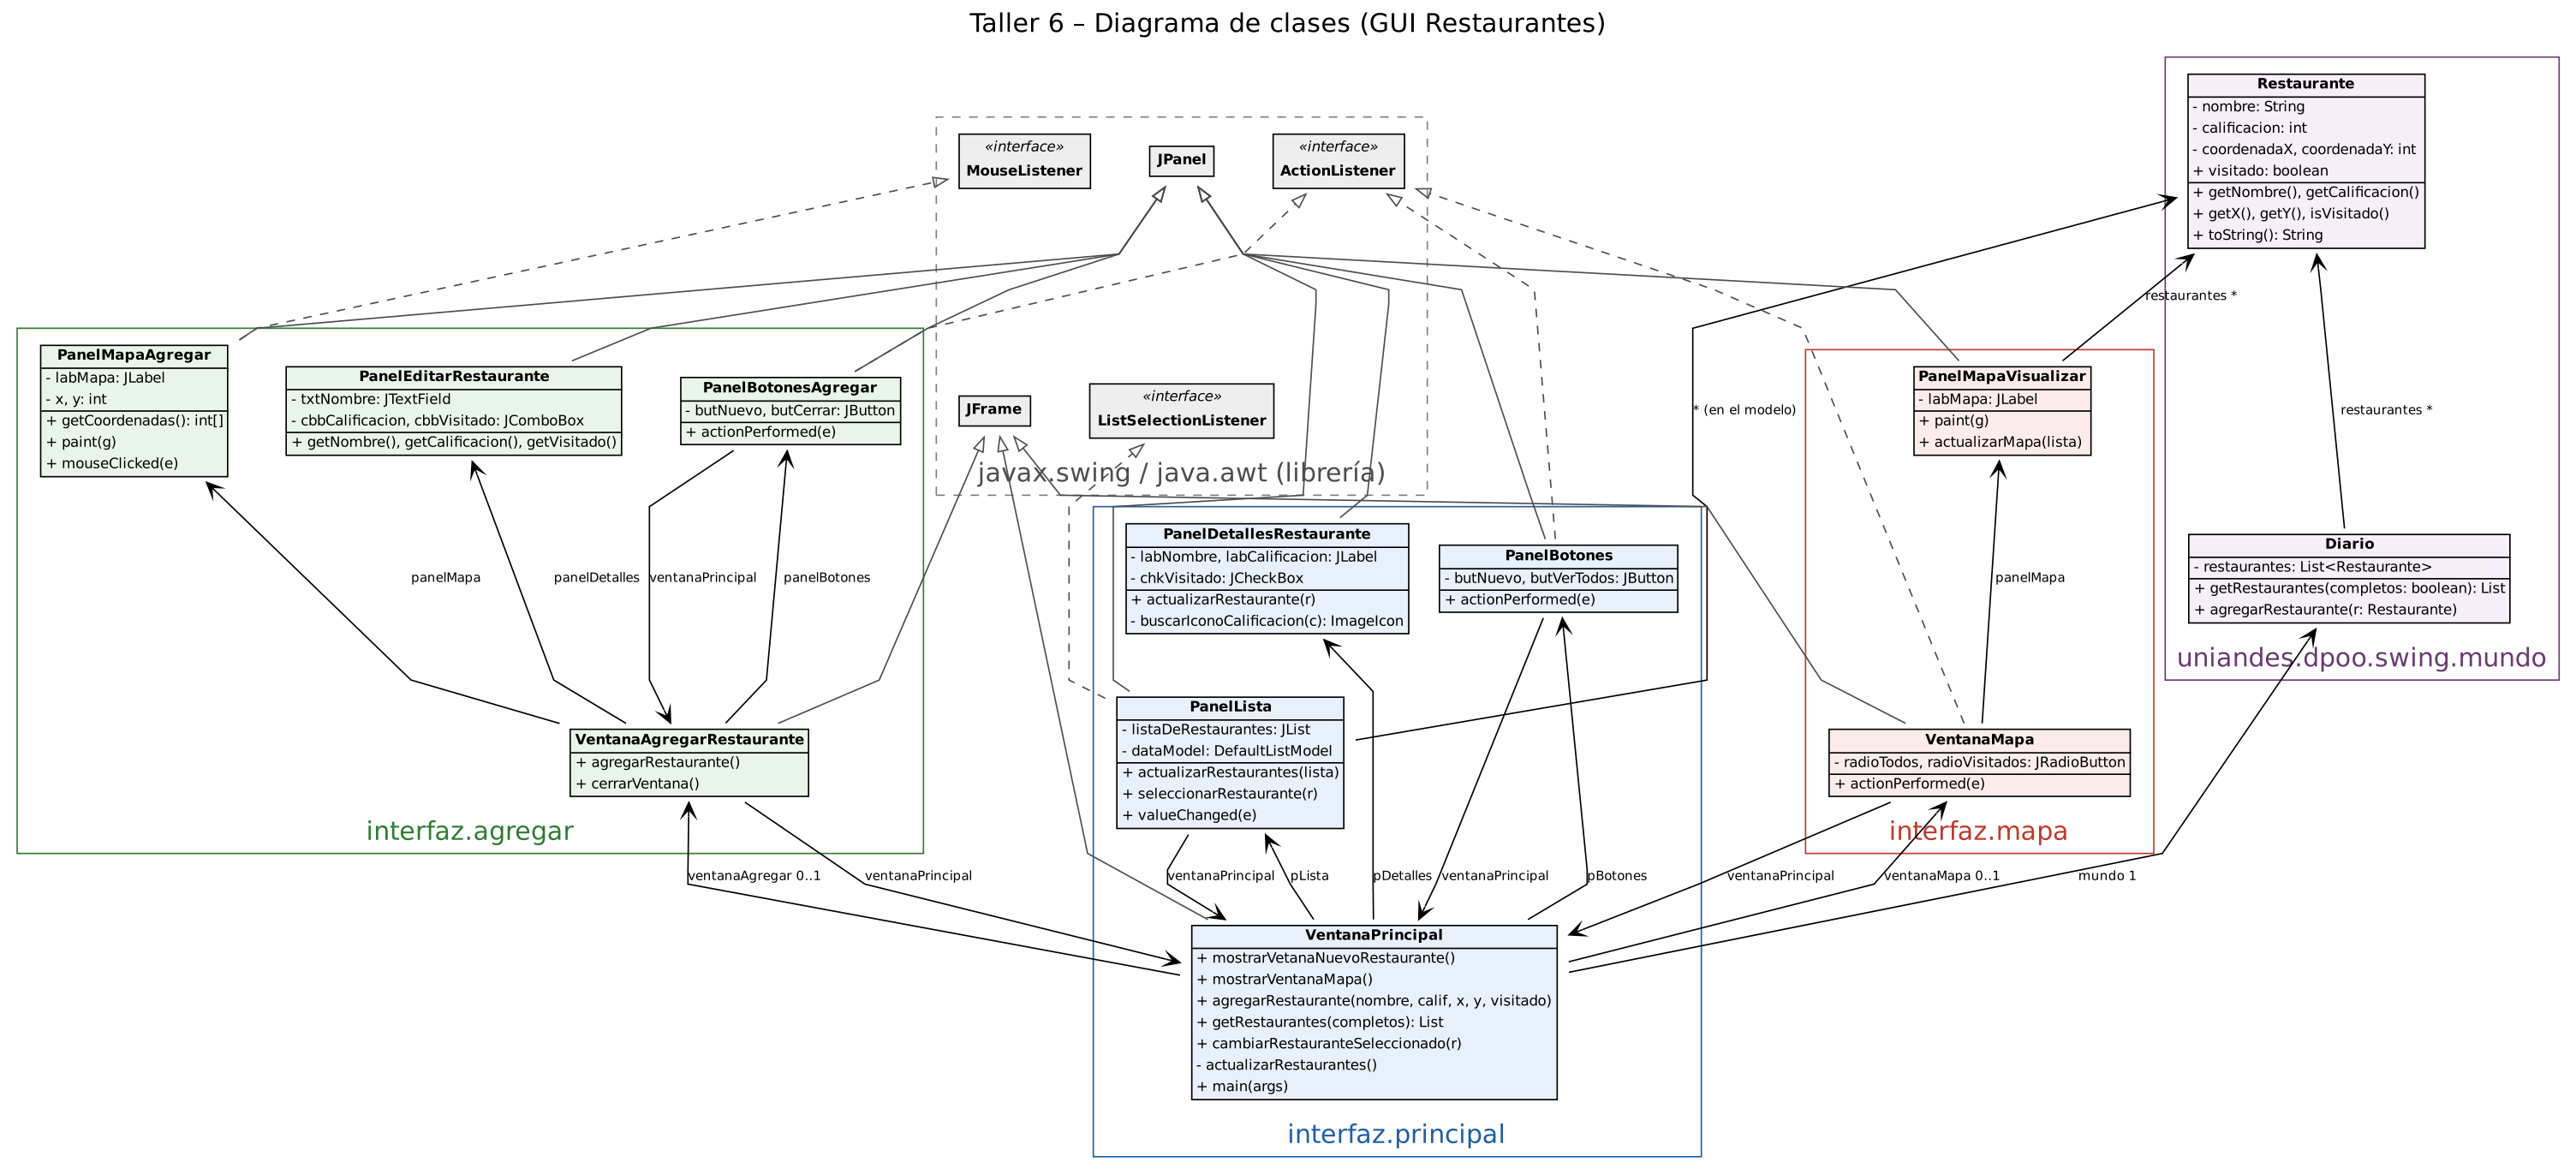 Taller 6 – Diagrama de clases (GUI Restaurantes)
«interface»
MouseListener
JPanel
«interface»
ActionListener
JFrame
«interface»
ListSelectionListener
javax.swing / java.awt (librería)
Restaurante
- nombre: String
- calificacion: int
- coordenadaX, coordenadaY: int
+ visitado: boolean
+ getNombre(), getCalificacion()
+ getX(), getY(), isVisitado()
+ toString(): String
restaurantes *
restaurantes *
* (en el modelo)
Diario
- restaurantes: List<Restaurante>
+ getRestaurantes(completos: boolean): List
+ agregarRestaurante(r: Restaurante)
uniandes.dpoo.swing.mundo
PanelMapaAgregar
- labMapa: JLabel
- x, y: int
+ getCoordenadas(): int[]
+ paint(g)
+ mouseClicked(e)
PanelEditarRestaurante
- txtNombre: JTextField
- cbbCalificacion, cbbVisitado: JComboBox
+ getNombre(), getCalificacion(), getVisitado()
PanelBotonesAgregar
- butNuevo, butCerrar: JButton
+ actionPerformed(e)
panelMapa
panelDetalles
ventanaPrincipal
panelBotones
VentanaAgregarRestaurante
+ agregarRestaurante()
+ cerrarVentana()
interfaz.agregar
PanelDetallesRestaurante
- labNombre, labCalificacion: JLabel
- chkVisitado: JCheckBox
+ actualizarRestaurante(r)
- buscarIconoCalificacion(c): ImageIcon
PanelBotones
- butNuevo, butVerTodos: JButton
+ actionPerformed(e)
PanelLista
- listaDeRestaurantes: JList
- dataModel: DefaultListModel
+ actualizarRestaurantes(lista)
+ seleccionarRestaurante(r)
+ valueChanged(e)
PanelMapaVisualizar
- labMapa: JLabel
+ paint(g)
+ actualizarMapa(lista)
panelMapa
VentanaMapa
- radioTodos, radioVisitados: JRadioButton
+ actionPerformed(e)
interfaz.mapa
ventanaAgregar 0..1
ventanaPrincipal
ventanaPrincipal
pLista
pDetalles
ventanaPrincipal
pBotones
ventanaPrincipal
ventanaMapa 0..1
mundo 1
VentanaPrincipal
+ mostrarVetanaNuevoRestaurante()
+ mostrarVentanaMapa()
+ agregarRestaurante(nombre, calif, x, y, visitado)
+ getRestaurantes(completos): List
+ cambiarRestauranteSeleccionado(r)
- actualizarRestaurantes()
+ main(args)
interfaz.principal